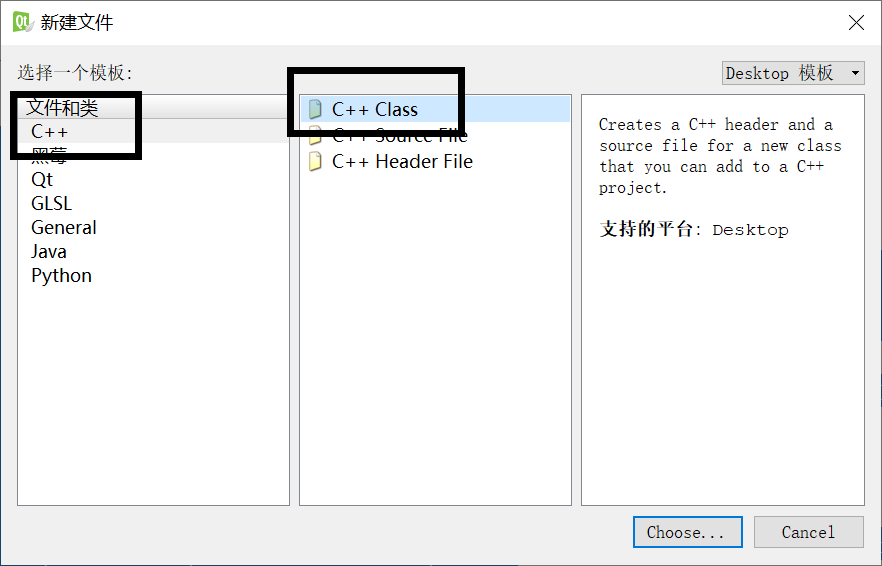 新建文件
选择一个模板:
Desktop 模板
文件和类
C++
黑莓
Qt
GLSL
General
Java
Python
C++ Class
C++ Source File
C++ Header File
Creates a C++ header and a
source file for a new class
that you can add to a C++
project.
支持的平台: Desktop
Choose...
Cancel